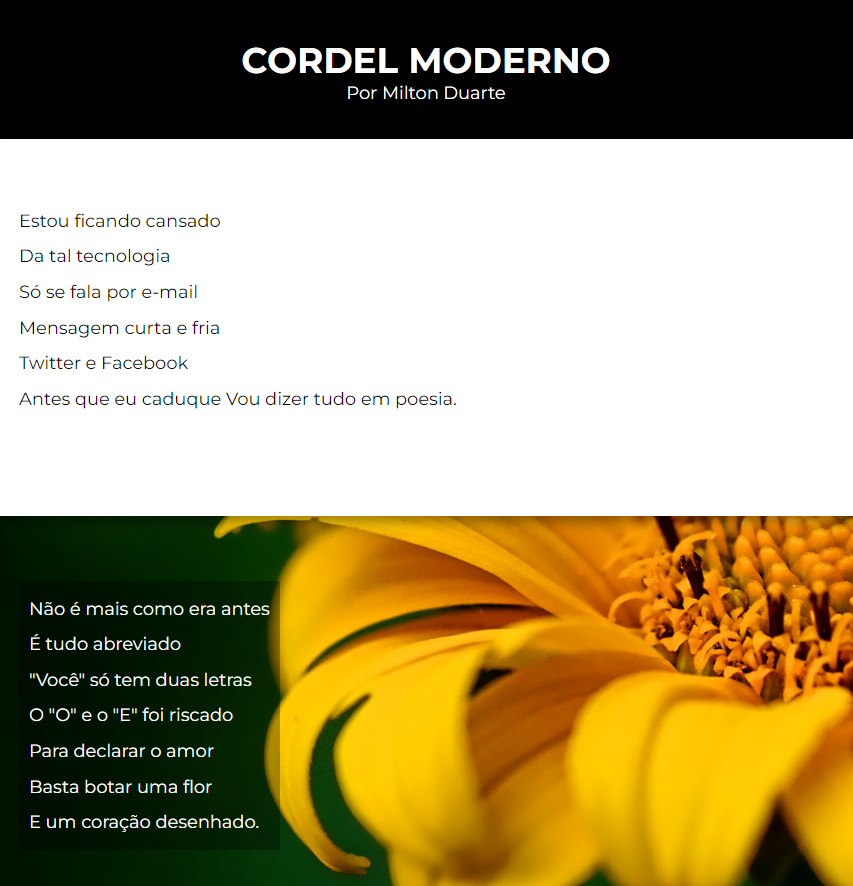 CORDEL MODERNO
Por Milton Duarte
Estou ficando cansado
Da tal tecnologia
Só se fala por e-mail
Mensagem curta e fria
Twitter e Facebook
Antes que eu caduque Vou dizer tudo em poesia.
Não é mais como era antes
É tudo abreviado
"Você" só tem duas letras
O "O" e o "E" foi riscado
Para declarar o amor
Basta botar uma flor
E um coração desenhado.